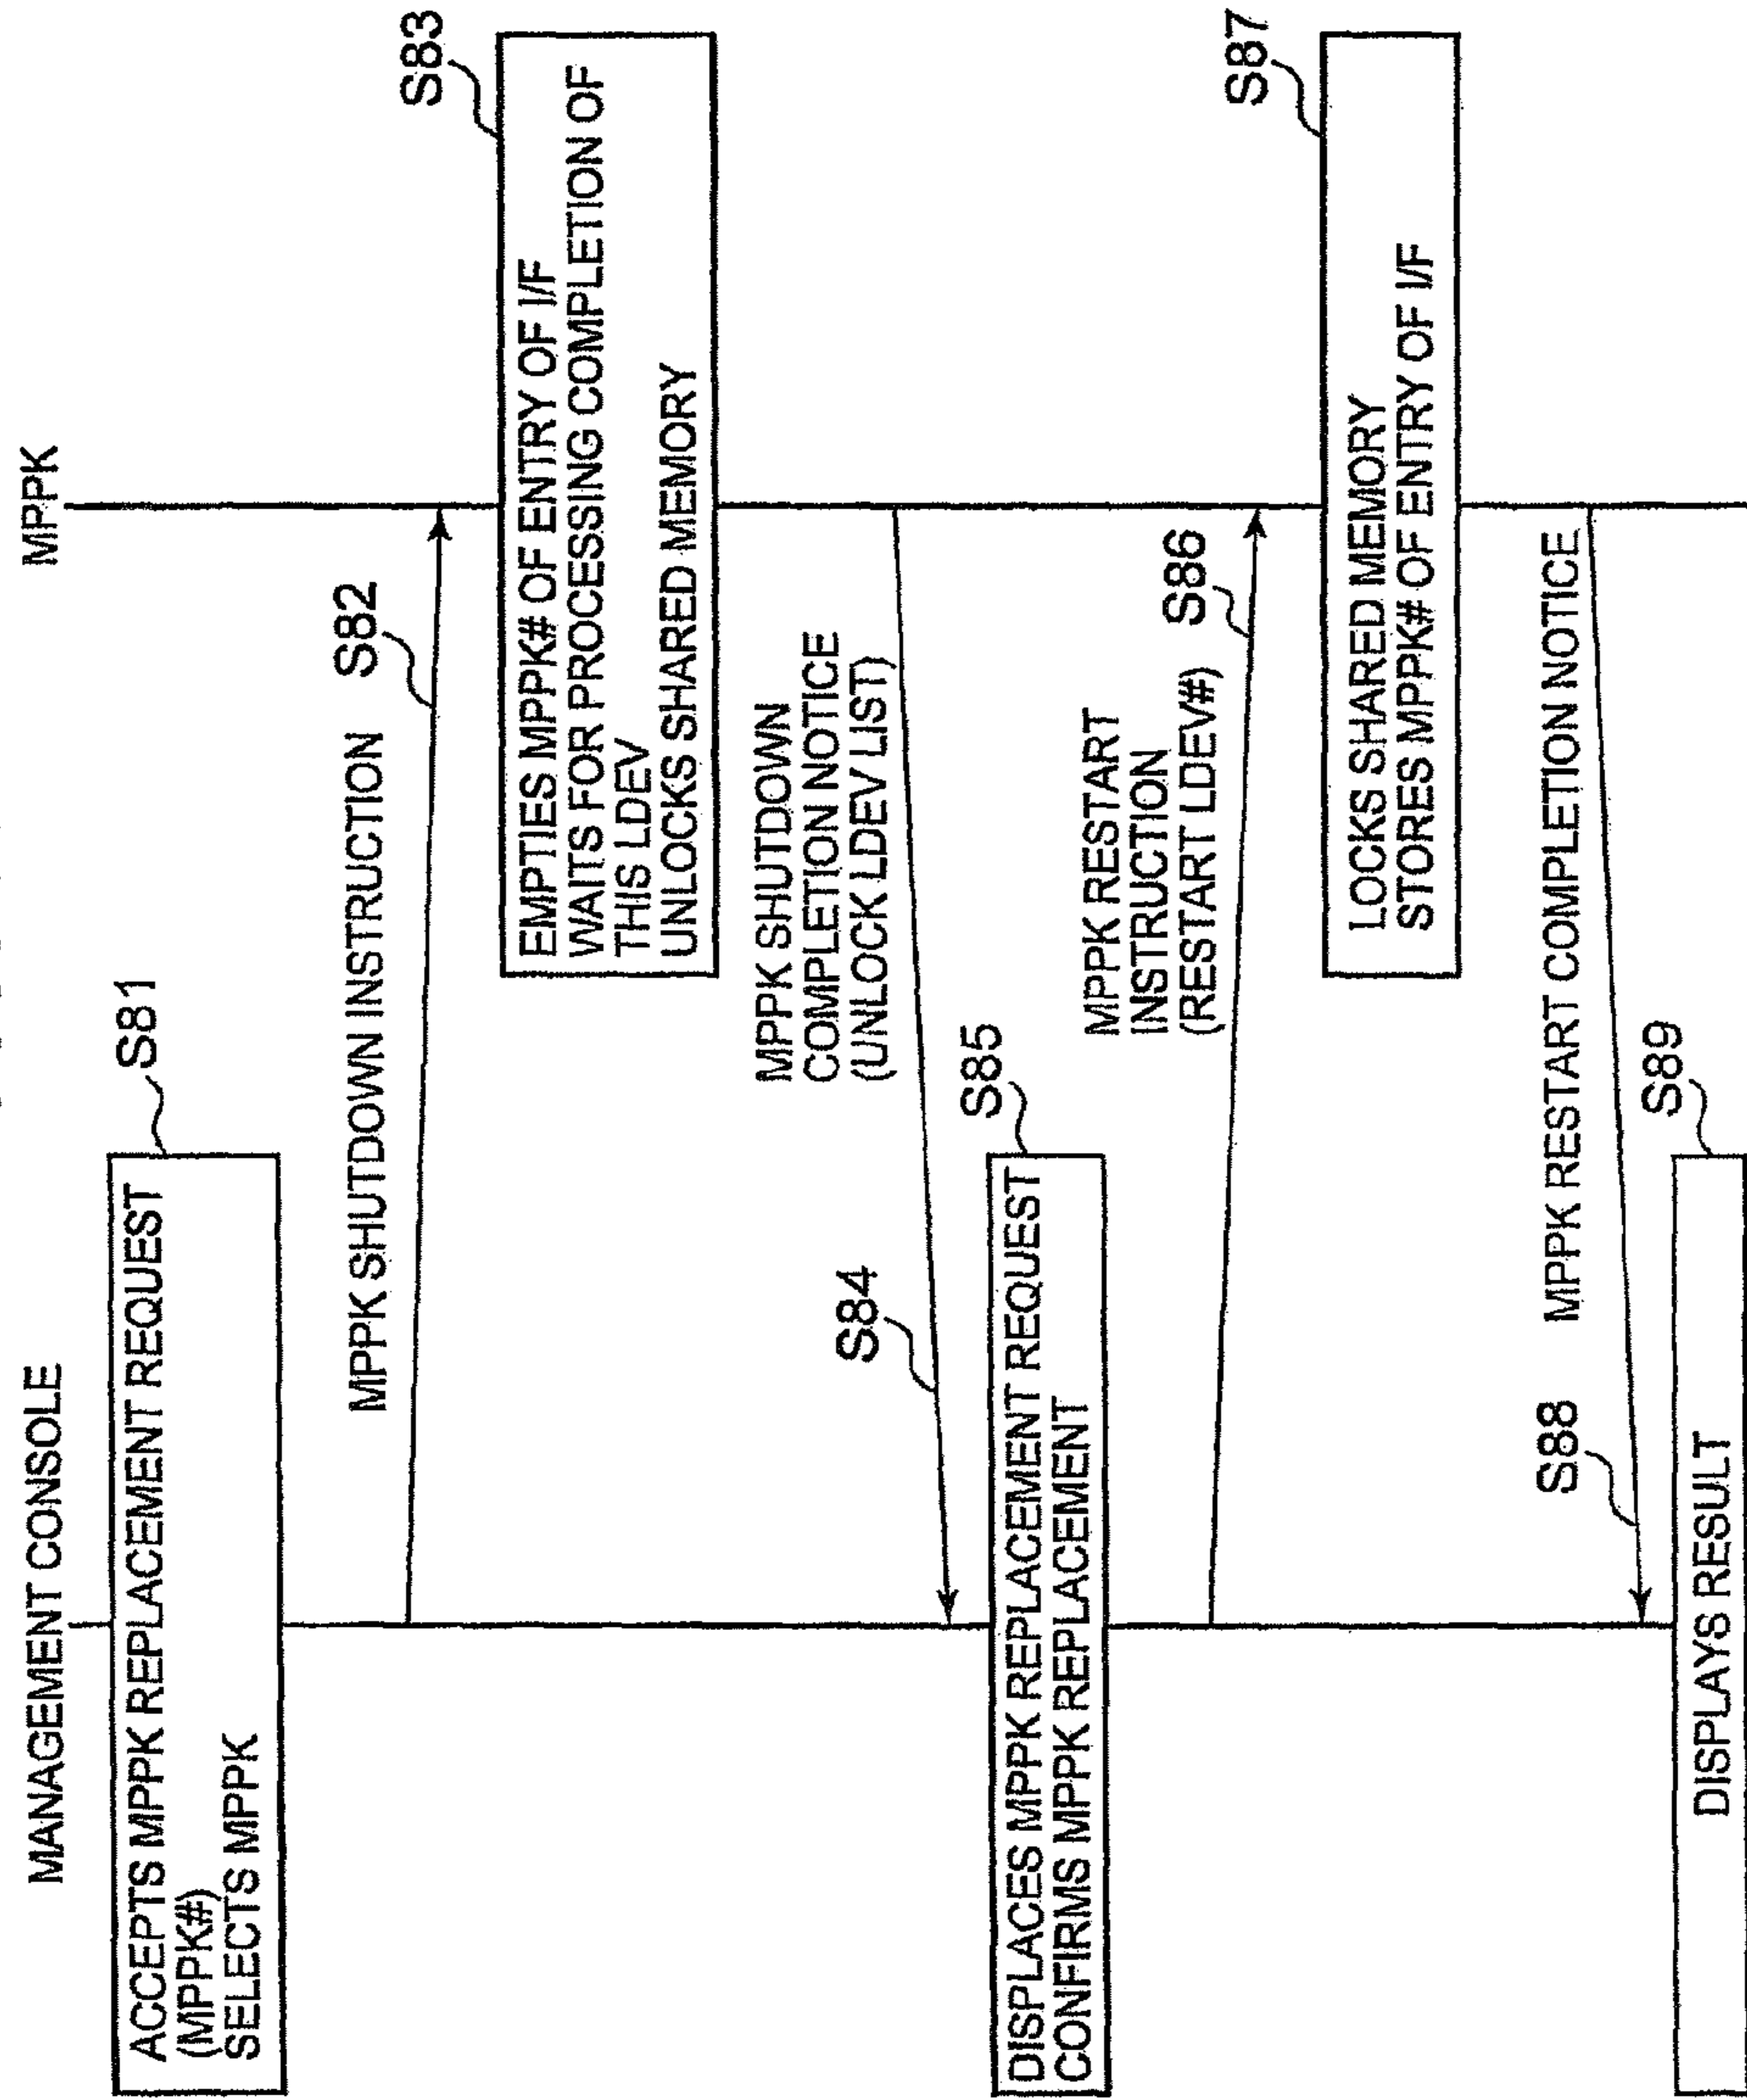 MANAGEMENT CONSOLE
MPPK
S81
ACCEPTS MPPK REPLACEMENT REQUEST
(MPPK#)
SELECTS MPPK
MPPK SHUTDOWN INSTRUCTION
S82
S83
EMPTIES MPPK# OF ENTRY OF I/F
WAITS FOR PROCESSING COMPLETION OF
THIS LDEV
UNLOCKS SHARED MEMORY
MPPK SHUTDOWN
COMPLETION NOTICE
(UNLOCK LDEV LIST)
S84
S85
DISPLACES MPPK REPLACEMENT REQUEST
CONFIRMS MPPK REPLACEMENT
MPPK RESTART
INSTRUCTION
(RESTART LDEV#)
S86
S87
LOCKS SHARED MEMORY
STORES MPPK# OF ENTRY OF I/F
MPPK RESTART COMPLETION NOTICE
S88
S89
DISPLAYS RESULT